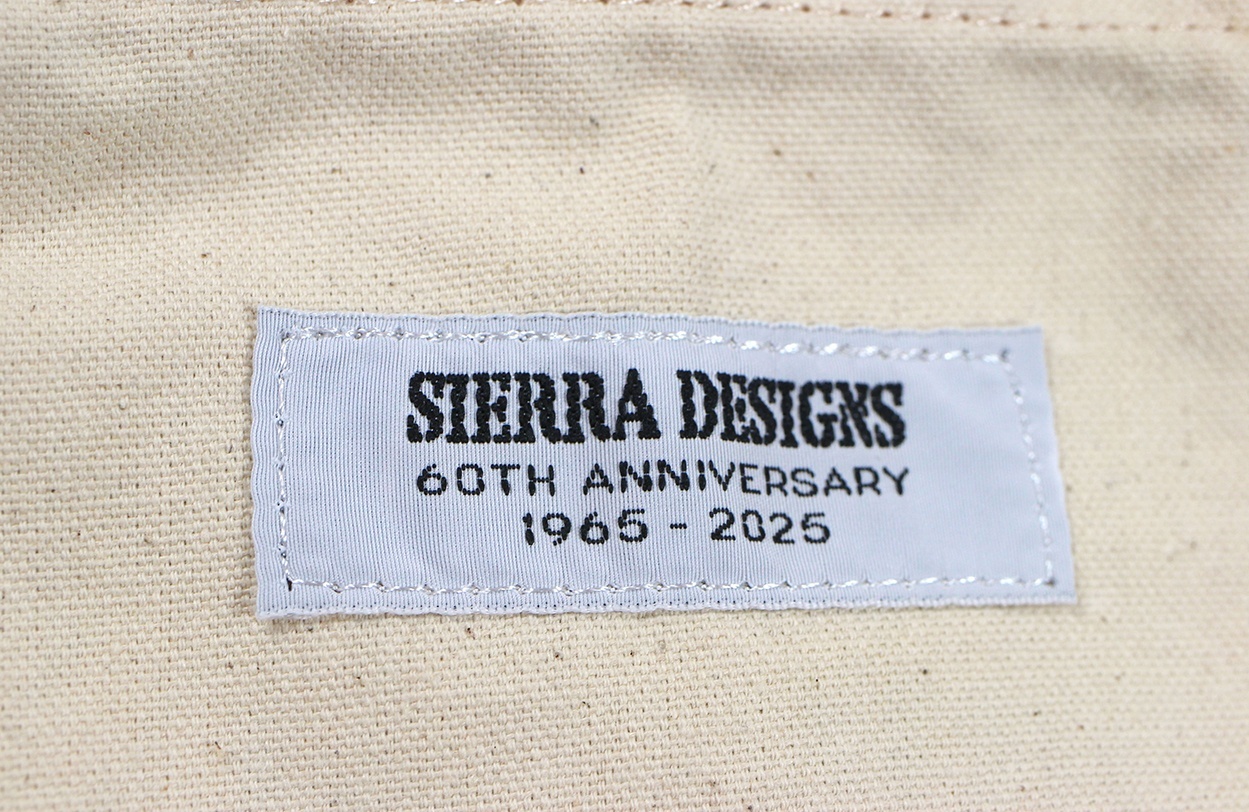 SIERRA DESIGNS
60TH ANNIVERSARY
1965 - 2025